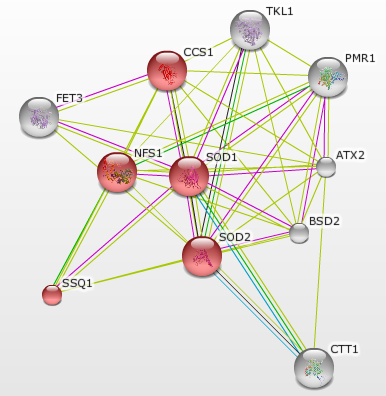 TKL1
CCS1
PMR1
FET3
NFS1
SOD1
ATX2
BSD2
SOD2
SSQ1
CTT1